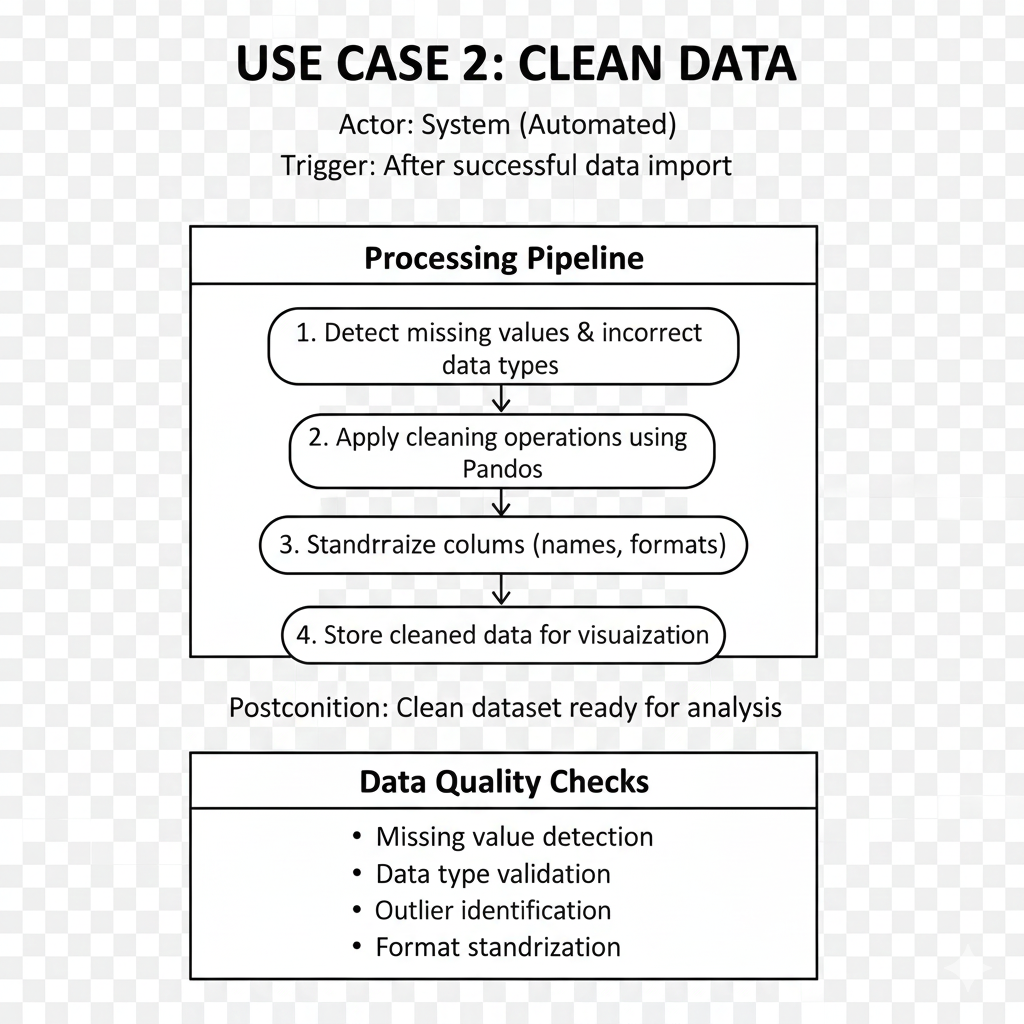 USE CASE 2: CLEAN DATA
Actor: System (Automated)
Trigger: After successful data import
Processing Pipeline
1. Detect missing values & incorrect
data types
2. Apply cleaning operations using
Pandos
3. Standrraize colums (names, formats)
4. Store cleaned data for visuaization
Postconition: Clean dataset ready for analysis
Data Quality Checks
• Missing value detection
• Data type validation
• Outlier identification
• Format standrization